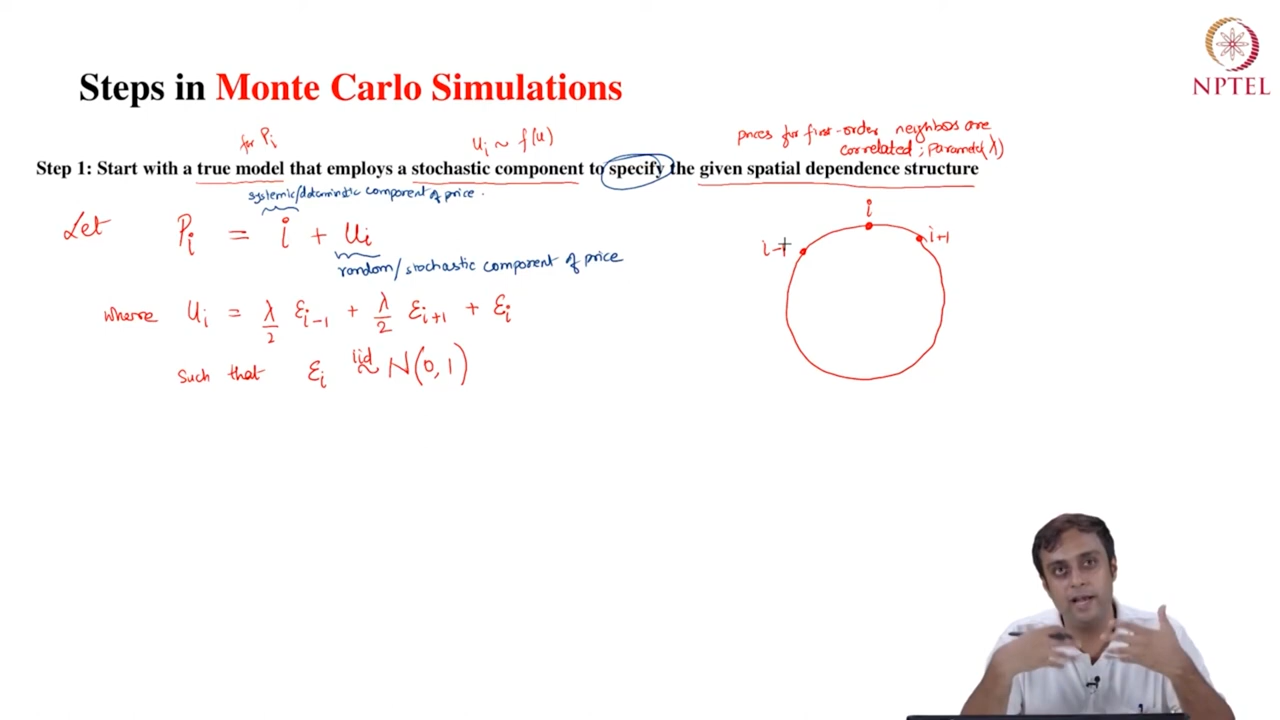 NPTEL
Steps in Monte Carlo Simulations
for Pi
ui ~ f(u)
prices for first-order neighbors are
correlated; parameter(λ)
Step 1: Start with a true model that employs a stochastic component to specify the given spatial dependence structure
systemic/deterministic component of price.
Let Pi = i + ui
random/stochastic component of price
where ui = λ/2 εi-1 + λ/2 εi+1 + εi
such that εi iid ~ N(0,1)
i
i-1
i+1